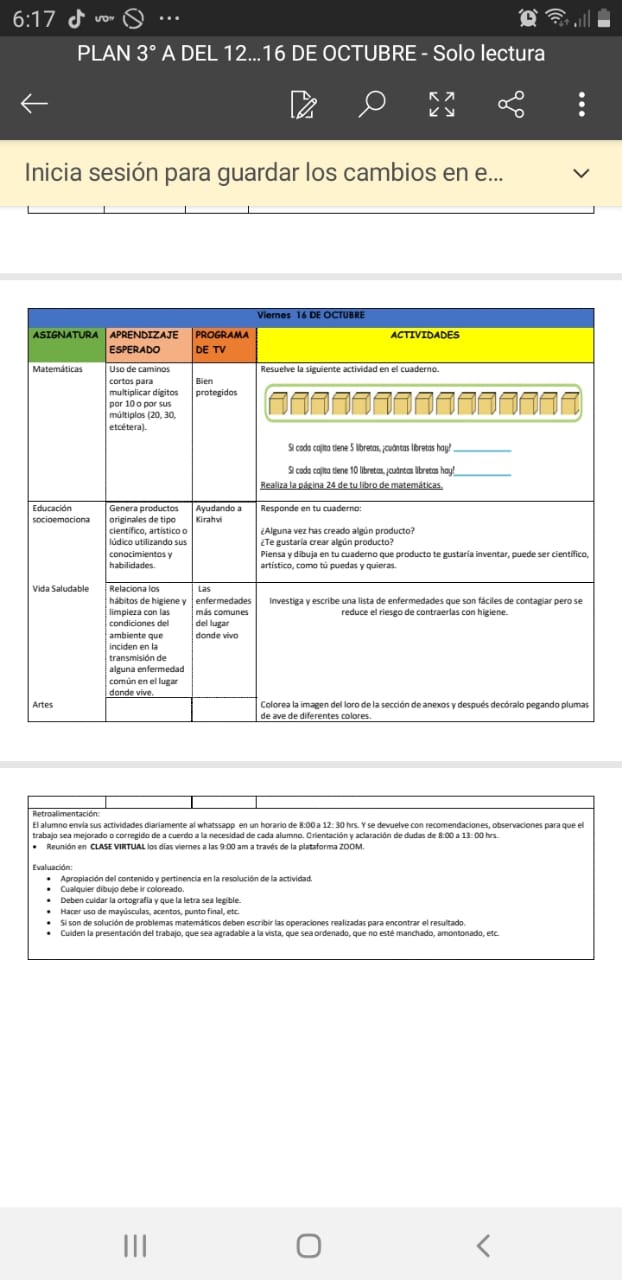 6:17
PLAN 3° A DEL 12...16 DE OCTUBRE - Solo lectura
Inicia sesión para guardar los cambios en e...
Viernes 16 DE OCTUBRE
ASIGNATURA
APRENDIZAJE
ESPERADO
PROGRAMA
DE TV
ACTIVIDADES
Matemáticas
Uso de caminos
cortos para
multiplicar dígitos
por 10 o por sus
múltiplos (20, 30,
etcétera).
Bien
protegidos
Resuelve la siguiente actividad en el cuaderno.
Si cada cajita tiene 5 libretas, ¿cuántas libretas hay?
Si cada cajita tiene 10 libretas, ¿cuántas libretas hay?
Realiza la página 24 de tu libro de matemáticas.
Educación
socioemociona
Genera productos
originales de tipo
científico, artístico o
lúdico utilizando sus
conocimientos y
habilidades.
Ayudando a
Kirahvi
Responde en tu cuaderno:
¿Alguna vez has creado algún producto?
¿Te gustaría crear algún producto?
Piensa y dibuja en tu cuaderno que producto te gustaría inventar, puede ser científico,
artístico, como tú puedas y quieras.
Vida Saludable
Relaciona los
hábitos de higiene y
limpieza con las
condiciones del
ambiente que
inciden en la
transmisión de
alguna enfermedad
común en el lugar
donde vive.
Las
enfermedades
más comunes
del lugar
donde vivo
Investiga y escribe una lista de enfermedades que son fáciles de contagiar pero se
reduce el riesgo de contraerlas con higiene.
Artes
Colorea la imagen del loro de la sección de anexos y después decóralo pegando plumas
de ave de diferentes colores.
Retroalimentación:
El alumno envía sus actividades diariamente al whatssapp en un horario de 8:00 a 12: 30 hrs. Y se devuelve con recomendaciones, observaciones para que el
trabajo sea mejorado o corregido de a cuerdo a la necesidad de cada alumno. Orientación y aclaración de dudas de 8:00 a 13: 00 hrs.
• Reunión en CLASE VIRTUAL los días viernes a las 9:00 am a través de la plataforma ZOOM.
Evaluación:
• Apropiación del contenido y pertinencia en la resolución de la actividad.
• Cualquier dibujo debe ir coloreado.
• Deben cuidar la ortografía y que la letra sea legible.
• Hacer uso de mayúsculas, acentos, punto final, etc.
• Si son de solución de problemas matemáticos deben escribir las operaciones realizadas para encontrar el resultado.
• Cuiden la presentación del trabajo, que sea agradable a la vista, que sea ordenado, que no esté manchado, amontonado, etc.